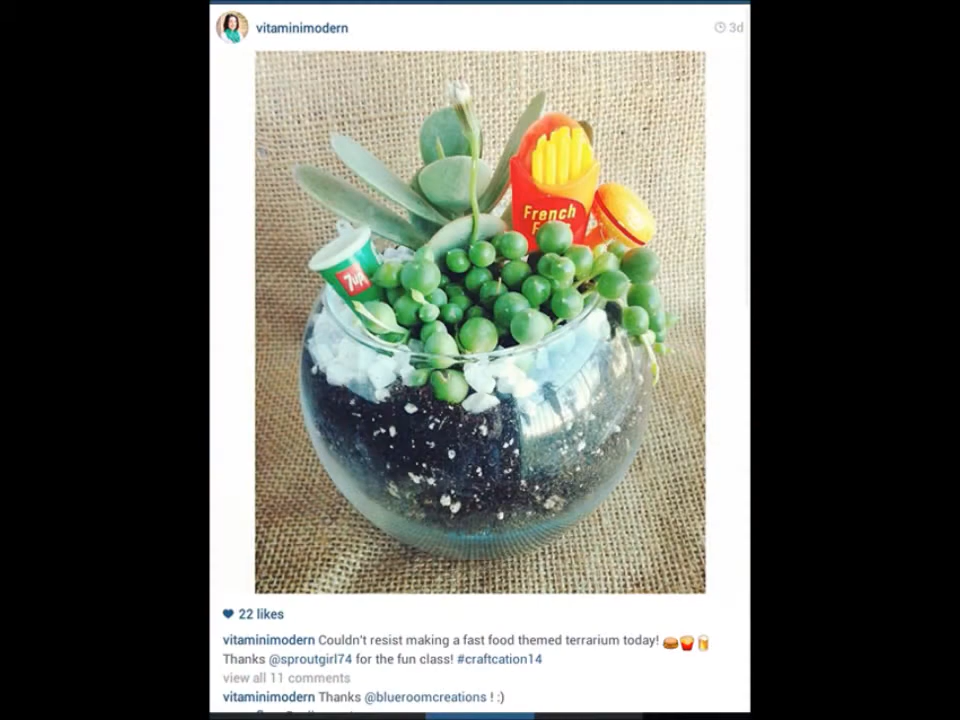 vitaminimodern
3d
French
7up
22 likes
vitaminimodern Couldn't resist making a fast food themed terrarium today! 🍔🍟🍺
Thanks @sproutgirl74 for the fun class! #craftcation14
view all 11 comments
vitaminimodern Thanks @blueroomcreations ! :)